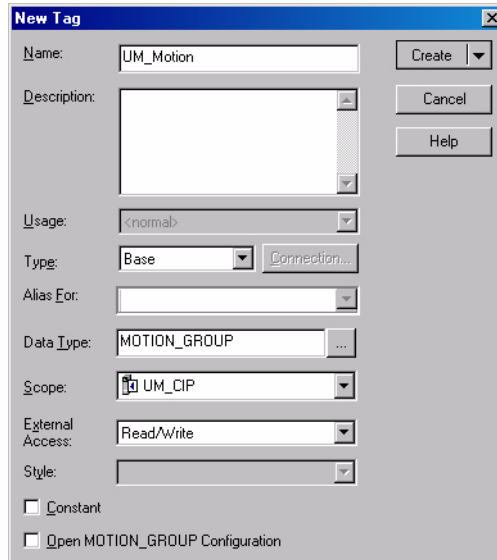 New Tag
Name: UM_Motion Create
Description: Cancel
Help
Usage: <normal>
Type: Base Connection...
Alias For:
Data Type: MOTION_GROUP ...
Scope: UM_CIP
External Access: Read/Write
Style:
Constant
Open MOTION_GROUP Configuration